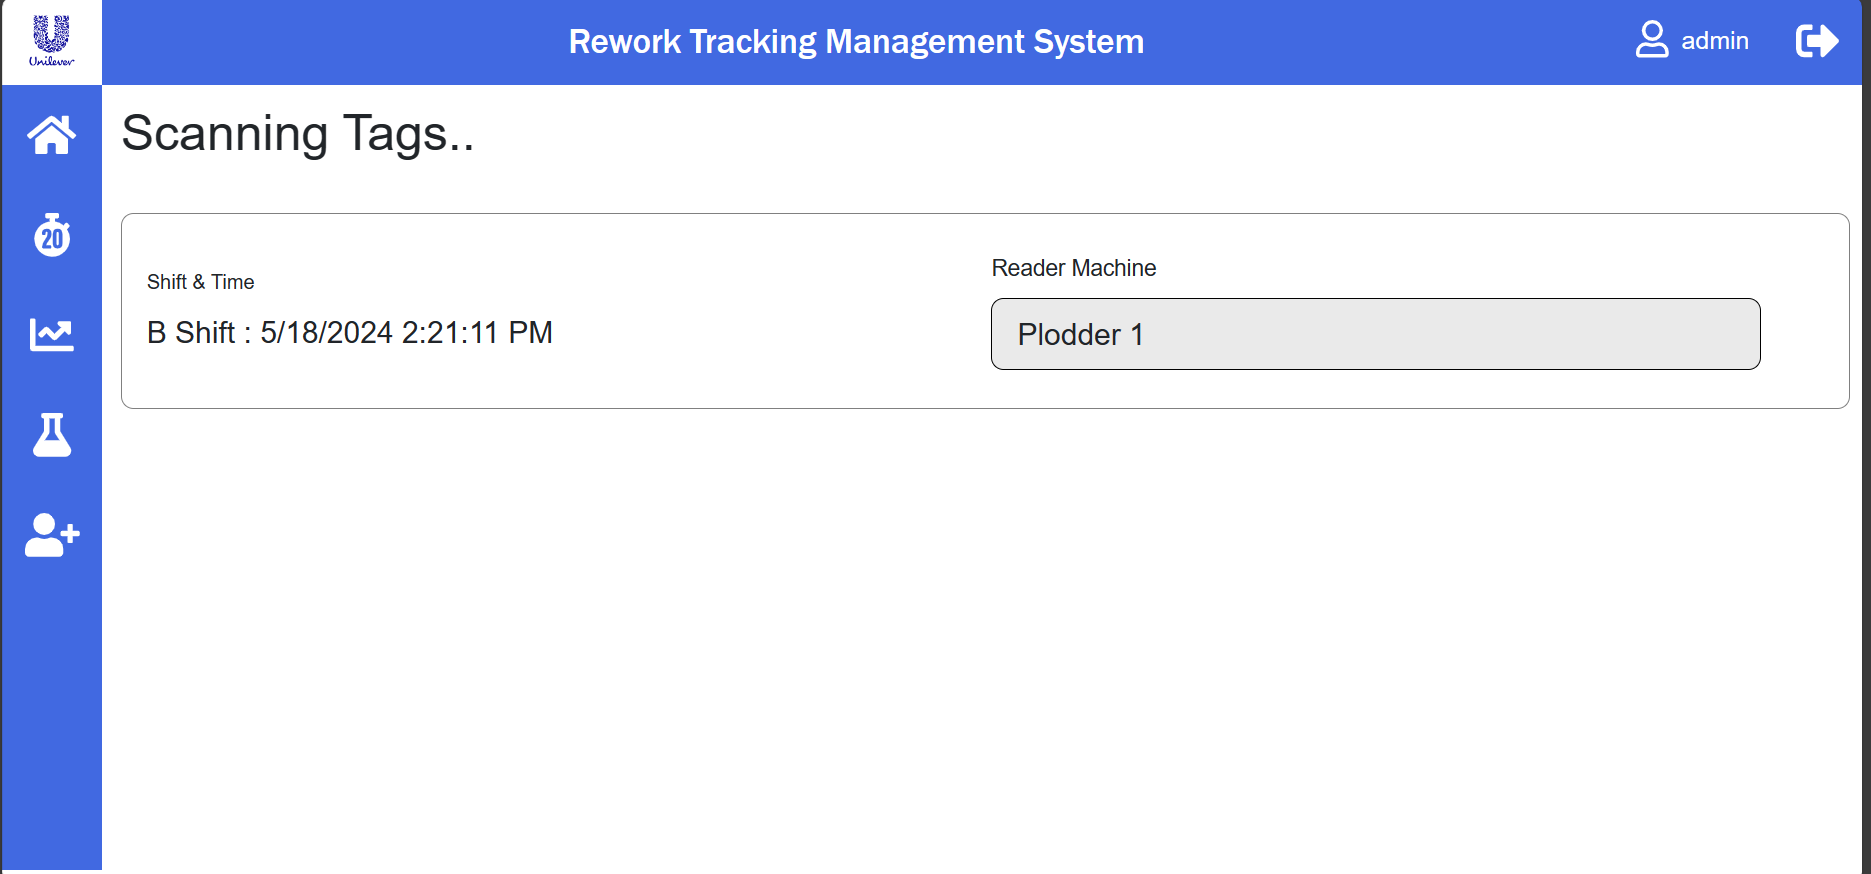 Unilever
Rework Tracking Management System
admin
20
Scanning Tags..
Shift & Time
B Shift : 5/18/2024 2:21:11 PM
Reader Machine
Plodder 1